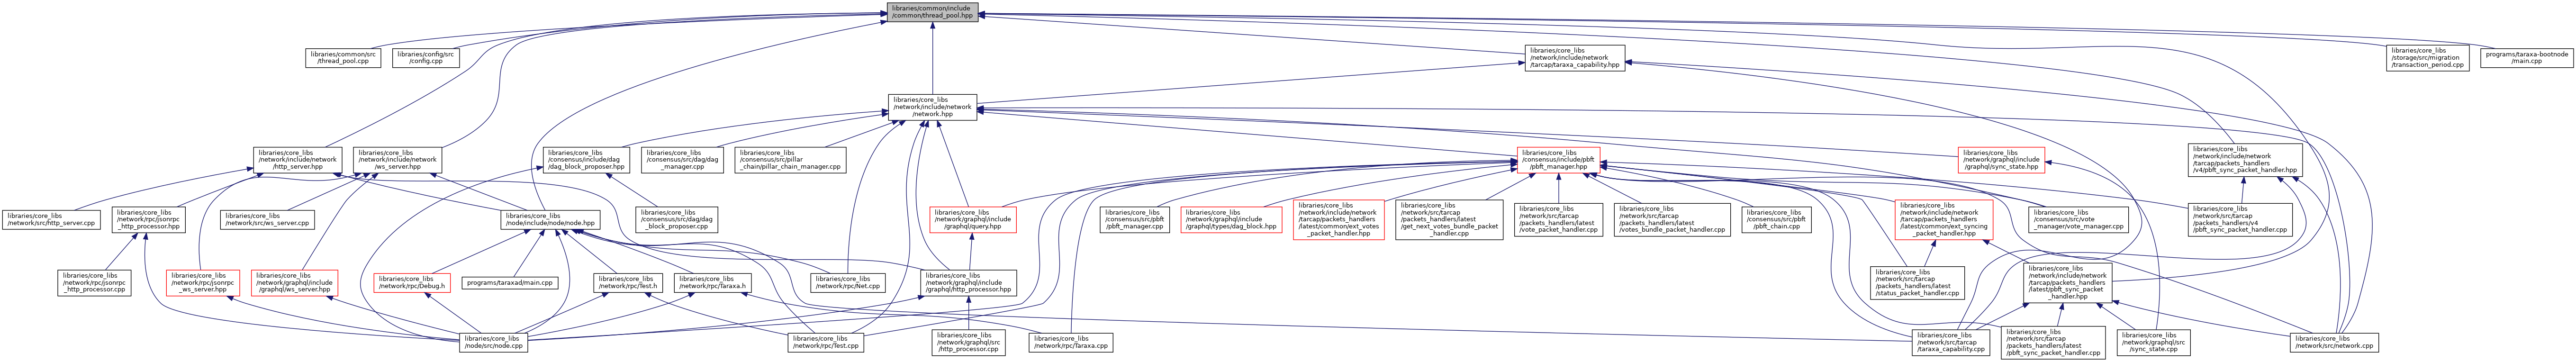 libraries/common/include
/common/thread_pool.hpp
libraries/common/src
/thread_pool.cpp
libraries/config/src
/config.cpp
libraries/core_libs
/network/include/network
/tarcap/taraxa_capability.hpp
libraries/core_libs
/storage/src/migration
/transaction_period.cpp
programs/taraxa-bootnode
/main.cpp
libraries/core_libs
/network/include/network
/network.hpp
libraries/core_libs
/network/include/network
/http_server.hpp
libraries/core_libs
/network/include/network
/ws_server.hpp
libraries/core_libs
/consensus/include/dag
/dag_block_proposer.hpp
libraries/core_libs
/consensus/src/dag/dag
_manager.cpp
libraries/core_libs
/consensus/src/pillar
_chain/pillar_chain_manager.cpp
libraries/core_libs
/consensus/include/pbft
/pbft_manager.hpp
libraries/core_libs
/network/graphql/include
/graphql/sync_state.hpp
libraries/core_libs
/network/include/network
/tarcap/packets_handlers
/v4/pbft_sync_packet_handler.hpp
libraries/core_libs
/network/src/http_server.cpp
libraries/core_libs
/network/rpc/jsonrpc
_http_processor.hpp
libraries/core_libs
/network/src/ws_server.cpp
libraries/core_libs
/node/include/node/node.hpp
libraries/core_libs
/consensus/src/dag/dag
_block_proposer.cpp
libraries/core_libs
/network/graphql/include
/graphql/query.hpp
libraries/core_libs
/consensus/src/pbft
/pbft_manager.cpp
libraries/core_libs
/network/graphql/include
/graphql/types/dag_block.hpp
libraries/core_libs
/network/include/network
/tarcap/packets_handlers
/latest/common/ext_votes
_packet_handler.hpp
libraries/core_libs
/network/src/tarcap
/packets_handlers/latest
/get_next_votes_bundle_packet
_handler.cpp
libraries/core_libs
/network/src/tarcap
/packets_handlers/latest
/vote_packet_handler.cpp
libraries/core_libs
/network/src/tarcap
/packets_handlers/latest
/votes_bundle_packet_handler.cpp
libraries/core_libs
/consensus/src/pbft
/pbft_chain.cpp
libraries/core_libs
/network/include/network
/tarcap/packets_handlers
/latest/common/ext_syncing
_packet_handler.hpp
libraries/core_libs
/consensus/src/vote
_manager/vote_manager.cpp
libraries/core_libs
/network/src/tarcap
/packets_handlers/v4
/pbft_sync_packet_handler.cpp
libraries/core_libs
/network/rpc/jsonrpc
_http_processor.cpp
libraries/core_libs
/network/rpc/jsonrpc
_ws_server.hpp
libraries/core_libs
/network/graphql/include
/graphql/ws_server.hpp
libraries/core_libs
/network/rpc/Debug.h
programs/taraxad/main.cpp
libraries/core_libs
/network/rpc/Test.h
libraries/core_libs
/network/rpc/Taraxa.h
libraries/core_libs
/network/rpc/Net.cpp
libraries/core_libs
/network/graphql/include
/graphql/http_processor.hpp
libraries/core_libs
/network/src/tarcap
/packets_handlers/latest
/status_packet_handler.cpp
libraries/core_libs
/network/include/network
/tarcap/packets_handlers
/latest/pbft_sync_packet
_handler.hpp
libraries/core_libs
/node/src/node.cpp
libraries/core_libs
/network/rpc/Test.cpp
libraries/core_libs
/network/graphql/src
/http_processor.cpp
libraries/core_libs
/network/rpc/Taraxa.cpp
libraries/core_libs
/network/src/tarcap
/taraxa_capability.cpp
libraries/core_libs
/network/src/tarcap
/packets_handlers/latest
/pbft_sync_packet_handler.cpp
libraries/core_libs
/network/graphql/src
/sync_state.cpp
libraries/core_libs
/network/src/network.cpp